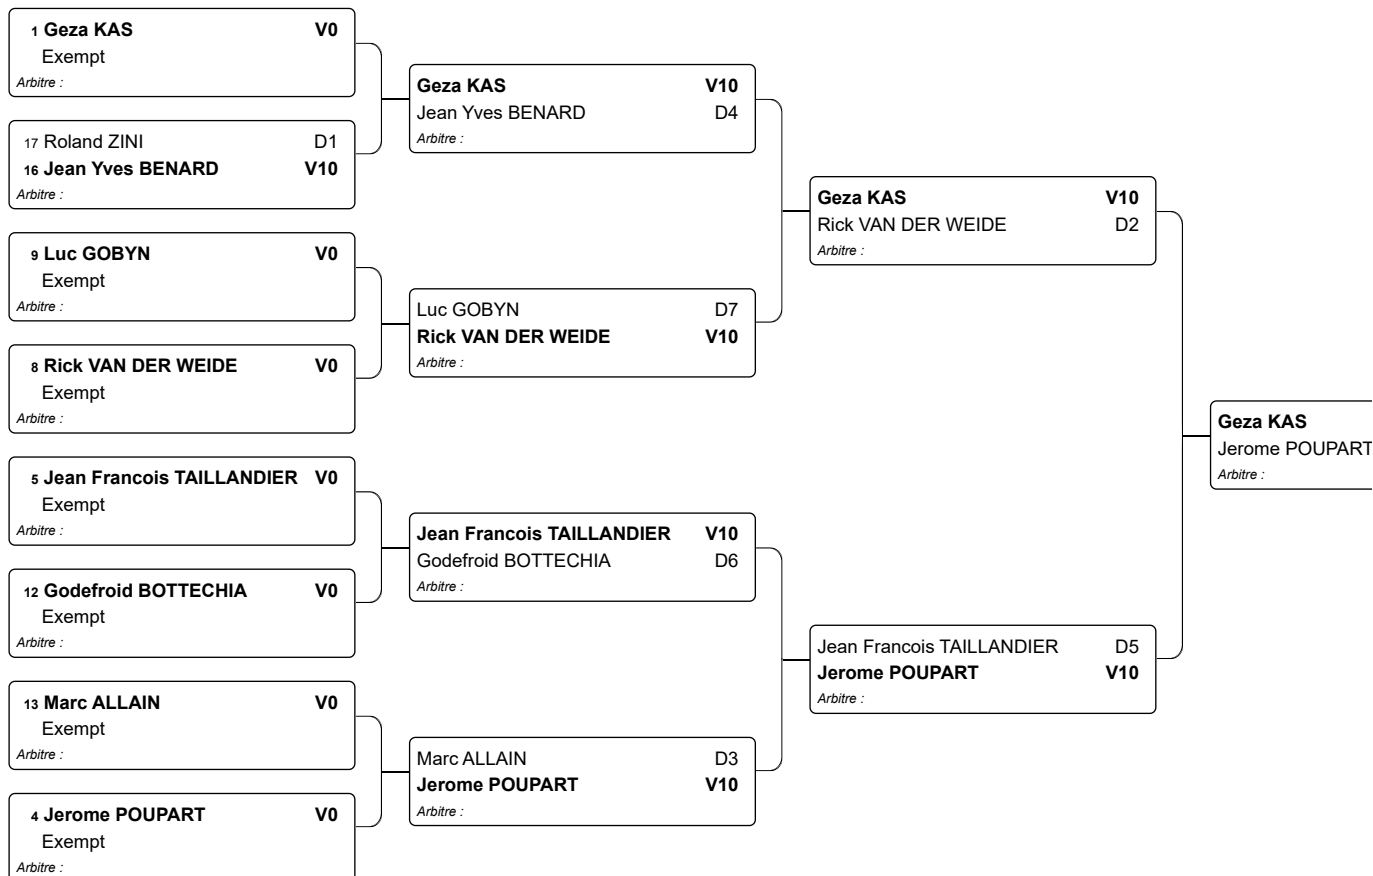 1 Geza KAS V0
Exempt
Arbitre :
17 Roland ZINI D1
16 Jean Yves BENARD V10
Arbitre :
9 Luc GOBYN V0
Exempt
Arbitre :
8 Rick VAN DER WEIDE V0
Exempt
Arbitre :
5 Jean Francois TAILLANDIER V0
Exempt
Arbitre :
12 Godefroid BOTTECHIA V0
Exempt
Arbitre :
13 Marc ALLAIN V0
Exempt
Arbitre :
4 Jerome POUPART V0
Exempt
Arbitre :
Geza KAS V10
Jean Yves BENARD D4
Arbitre :
Luc GOBYN D7
Rick VAN DER WEIDE V10
Arbitre :
Jean Francois TAILLANDIER V10
Godefroid BOTTECHIA D6
Arbitre :
Marc ALLAIN D3
Jerome POUPART V10
Arbitre :
Geza KAS V10
Rick VAN DER WEIDE D2
Arbitre :
Jean Francois TAILLANDIER D5
Jerome POUPART V10
Arbitre :
Geza KAS
Jerome POUPART
Arbitre :